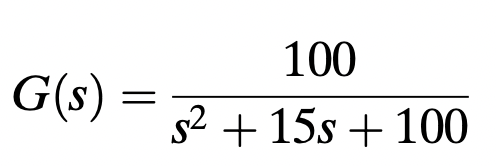 G(s) = 100 / (s² + 15s + 100)